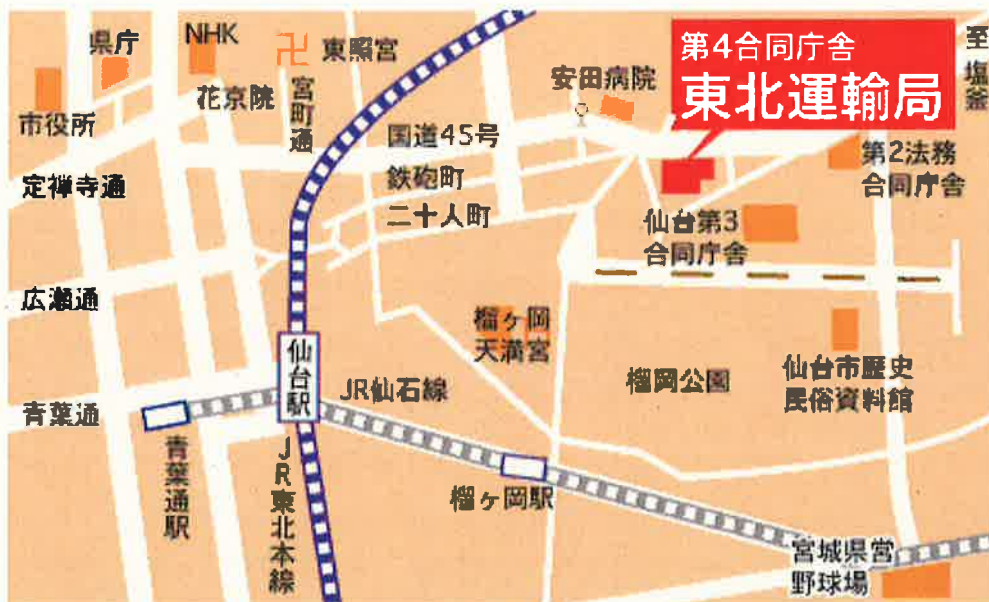 県庁
NHK
卍
東照宮
市役所
花京院
宮町通
国道45号
安田病院
第4合同庁舎
東北運輸局
至塩釜
定禅寺通
鉄砲町
二十人町
第2法務
合同庁舎
仙台第3
合同庁舎
広瀬通
榴ヶ岡
天満宮
榴岡公園
仙台市歴史
民俗資料館
仙台駅
JR仙石線
青葉通
青葉通駅
JR東北本線
榴ヶ岡駅
宮城県営
野球場